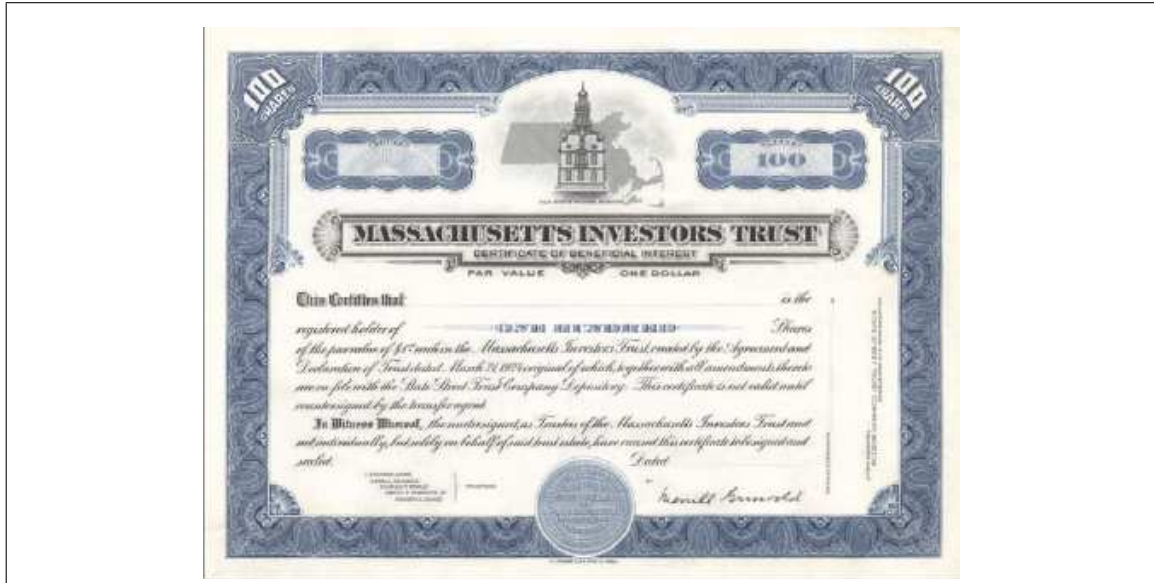 100 SHARES
100 SHARES
100
MASSACHUSETTS INVESTORS TRUST
CERTIFICATE OF BENEFICIAL INTEREST
PAR VALUE ONE DOLLAR
This Certifies that is the
registered holder of ONE HUNDRED Shares
of the par value of $1 each in the Massachusetts Investors Trust, created by the Agreement and
Declaration of Trust dated March 21, 1924 original of which, together with all amendments thereto
are on file with the State Street Trust Company Depository. This certificate is not valid until
countersigned by the transfer agent.
In Witness Whereof, the undersigned, as Trustees of the Massachusetts Investors Trust and
not individually, but solely on behalf of said trust estate, have caused this certificate to be signed and
sealed. Dated
Merrill Griswold